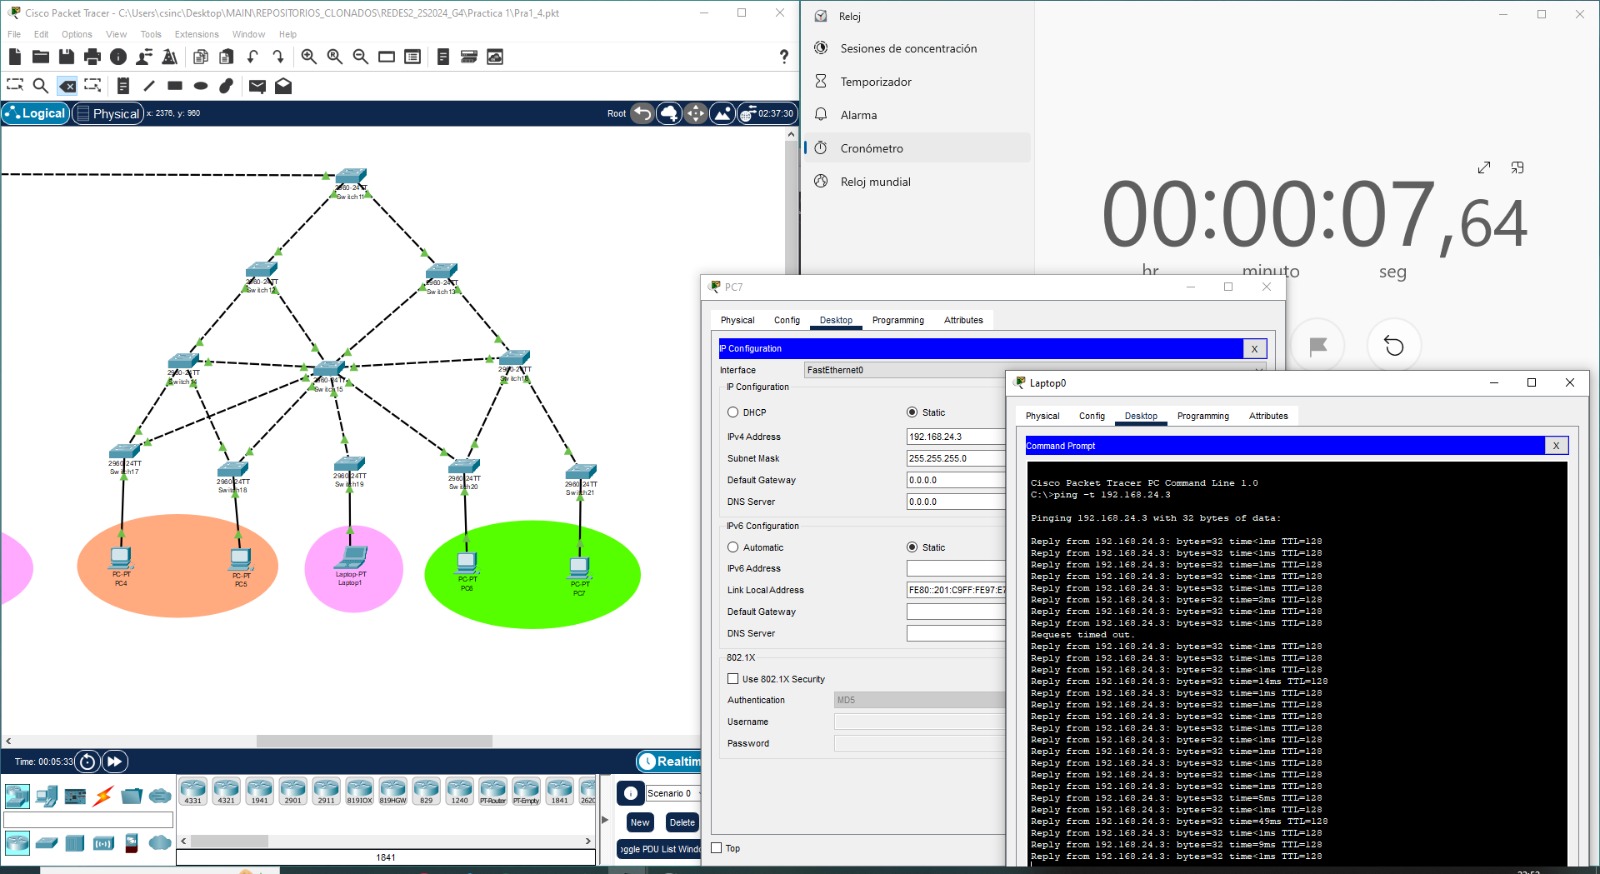 Cisco Packet Tracer - C:\Users\csinc\Desktop\MAIN\REPOSITORIOS_CLONADOS\REDES2_2S2024_G4\Practica 1\Pra1_4.pkt
File Edit Options View Tools Extensions Window Help
Logical Physical x: 2376, y: 960 Root 02:37:30
2960-24TT
Switch11
2960-24TT
Switch12
2960-24TT
Switch13
2960-24TT
Switch14
2960-24TT
Switch15
2960-24TT
2960-24TT
Switch17
2960-24TT
Switch18
2960-24TT
Switch19
2960-24TT
Switch20
2960-24TT
Switch21
PC-PT
PC4
PC-PT
PC5
Laptop-PT
Laptop1
PC-PT
PC6
PC-PT
PC7
Time: 00:05:33 Realtim
4331 4321 1941 2901 2911 819IOX 819HGW 829 1240 PT-Router PT-Empty 1841 262
1841
Scenario 0
New Delete
oggle PDU List Windo
Reloj
Sesiones de concentración
Temporizador
Alarma
Cronómetro
Reloj mundial
00:00:07,64
hr minuto seg
PC7
Physical Config Desktop Programming Attributes
IP Configuration X
Interface FastEthernet0
IP Configuration
DHCP Static
IPv4 Address 192.168.24.3
Subnet Mask 255.255.255.0
Default Gateway 0.0.0.0
DNS Server 0.0.0.0
IPv6 Configuration
Automatic Static
IPv6 Address
Link Local Address FE80::201:C9FF:FE97:E7
Default Gateway
DNS Server
802.1X
Use 802.1X Security
Authentication MD5
Username
Password
Top
Laptop0
Physical Config Desktop Programming Attributes
Command Prompt X
Cisco Packet Tracer PC Command Line 1.0
C:\>ping -t 192.168.24.3
Pinging 192.168.24.3 with 32 bytes of data:
Reply from 192.168.24.3: bytes=32 time<1ms TTL=128
Reply from 192.168.24.3: bytes=32 time<1ms TTL=128
Reply from 192.168.24.3: bytes=32 time=1ms TTL=128
Reply from 192.168.24.3: bytes=32 time<1ms TTL=128
Reply from 192.168.24.3: bytes=32 time<1ms TTL=128
Reply from 192.168.24.3: bytes=32 time=2ms TTL=128
Reply from 192.168.24.3: bytes=32 time<1ms TTL=128
Reply from 192.168.24.3: bytes=32 time<1ms TTL=128
Request timed out.
Reply from 192.168.24.3: bytes=32 time<1ms TTL=128
Reply from 192.168.24.3: bytes=32 time<1ms TTL=128
Reply from 192.168.24.3: bytes=32 time<1ms TTL=128
Reply from 192.168.24.3: bytes=32 time=14ms TTL=128
Reply from 192.168.24.3: bytes=32 time=1ms TTL=128
Reply from 192.168.24.3: bytes=32 time=1ms TTL=128
Reply from 192.168.24.3: bytes=32 time<1ms TTL=128
Reply from 192.168.24.3: bytes=32 time<1ms TTL=128
Reply from 192.168.24.3: bytes=32 time<1ms TTL=128
Reply from 192.168.24.3: bytes=32 time=1ms TTL=128
Reply from 192.168.24.3: bytes=32 time<1ms TTL=128
Reply from 192.168.24.3: bytes=32 time<1ms TTL=128
Reply from 192.168.24.3: bytes=32 time=1ms TTL=128
Reply from 192.168.24.3: bytes=32 time=5ms TTL=128
Reply from 192.168.24.3: bytes=32 time<1ms TTL=128
Reply from 192.168.24.3: bytes=32 time=49ms TTL=128
Reply from 192.168.24.3: bytes=32 time<1ms TTL=128
Reply from 192.168.24.3: bytes=32 time=9ms TTL=128
Reply from 192.168.24.3: bytes=32 time<1ms TTL=128